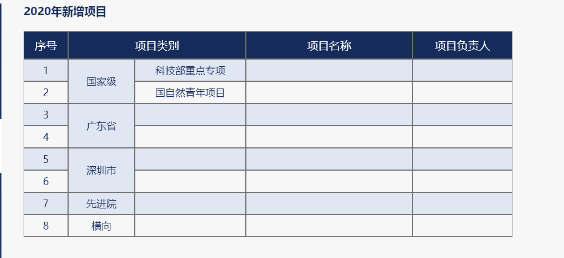 2020年新增项目
序号 项目类别 项目名称 项目负责人
1 国家级 科技部重点专项
2 国自然青年项目
3 广东省
4
5 深圳市
6
7 先进院
8 横向